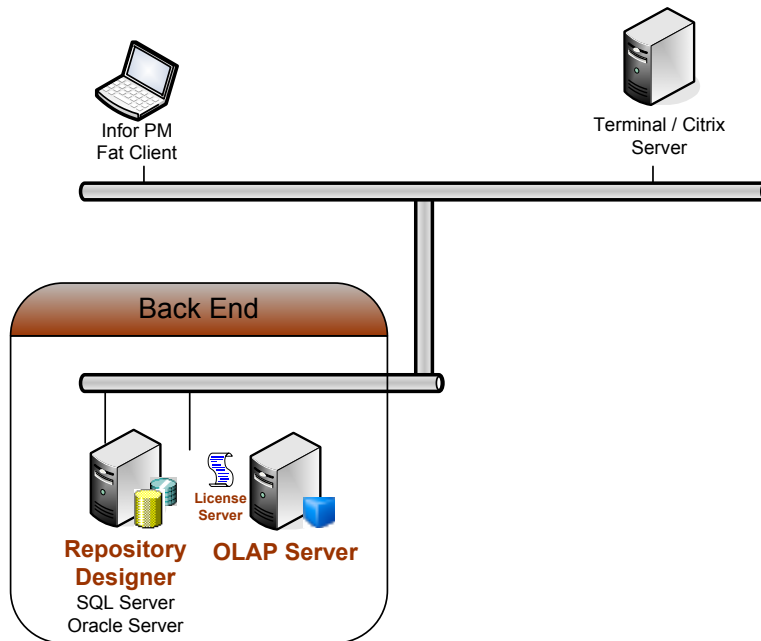 Infor PM
Fat Client
Terminal / Citrix
Server
Back End
License
Server
Repository
Designer
SQL Server
Oracle Server
OLAP Server